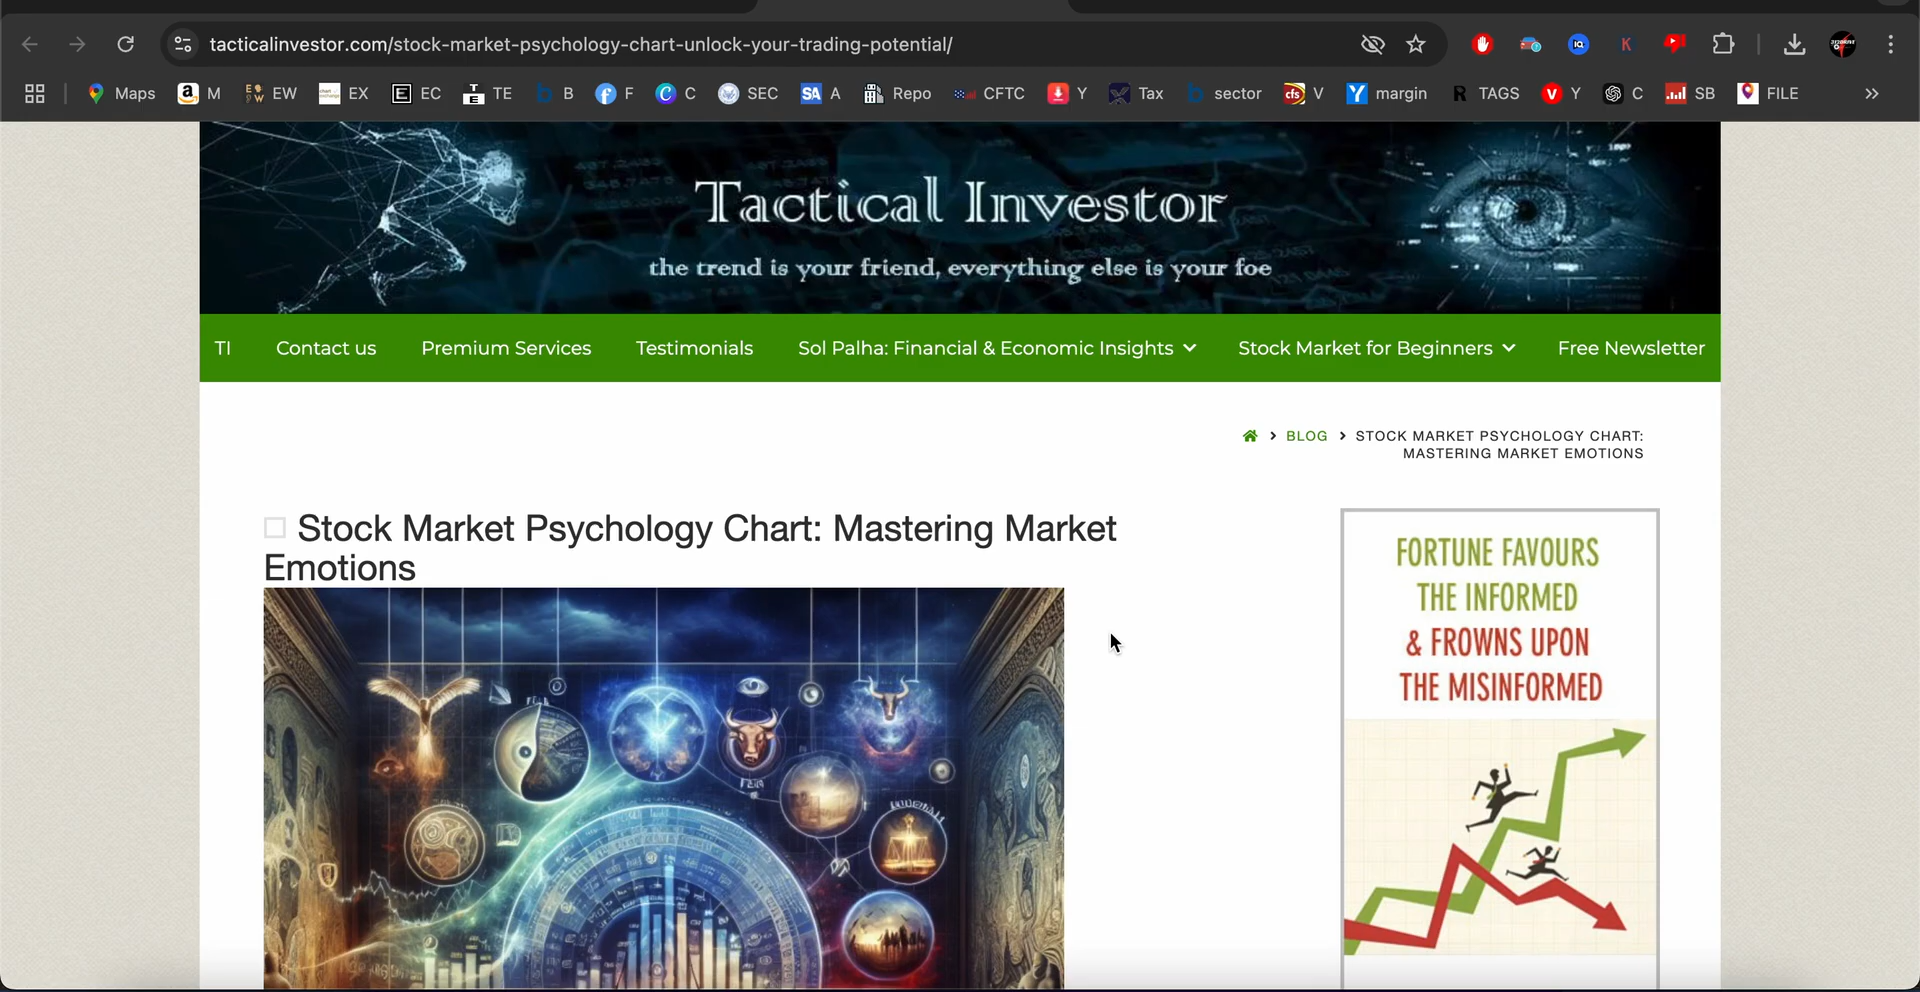 tacticalinvestor.com/stock-market-psychology-chart-unlock-your-trading-potential/
Maps M EW EX EC TE B F C SEC A Repo CFTC Y Tax sector V margin TAGS Y C SB FILE
Tactical Investor
the trend is your friend, everything else is your foe
TI Contact us Premium Services Testimonials Sol Palha: Financial & Economic Insights Stock Market for Beginners Free Newsletter
BLOG > STOCK MARKET PSYCHOLOGY CHART:
MASTERING MARKET EMOTIONS
Stock Market Psychology Chart: Mastering Market
Emotions
FORTUNE FAVOURS
THE INFORMED
& FROWNS UPON
THE MISINFORMED